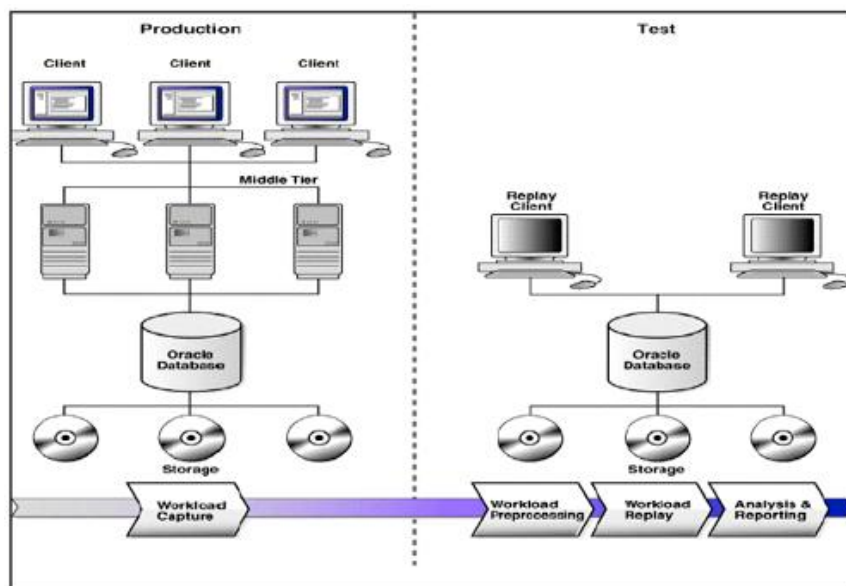 Production
Test
Client
Client
Client
Middle Tier
Replay
Client
Replay
Client
Oracle
Database
Oracle
Database
Storage
Storage
Workload
Capture
Workload
Preprocessing
Workload
Replay
Analysis &
Reporting